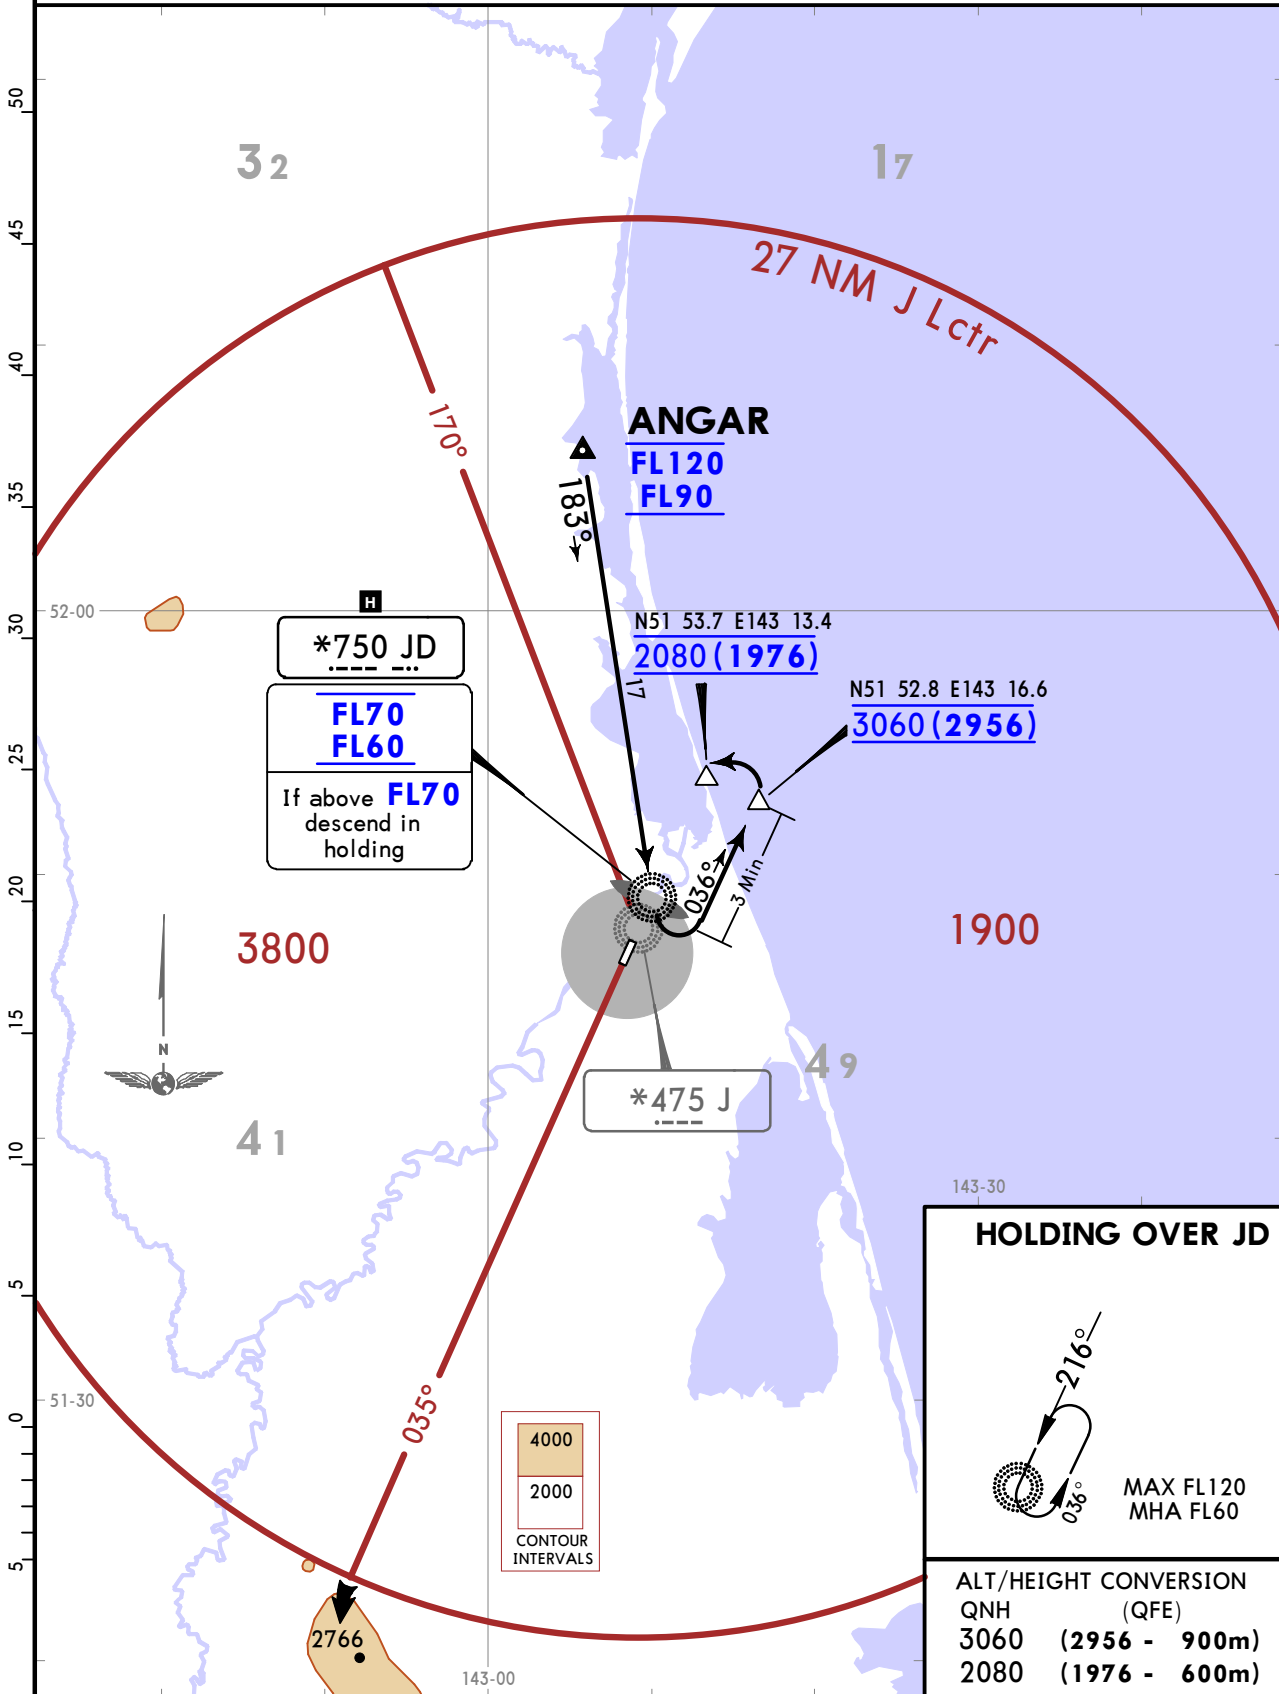 50
45
40
35
30
25
20
15
10
5
0
5
3 2
1 7
27 NM J Lctr
170°
ANGAR
FL120
FL90
183°
52-00
H
*750 JD
FL70
FL60
If above FL70
descend in
holding
N51 53.7 E143 13.4
2080 (1976)
17
N51 52.8 E143 16.6
3060 (2956)
036°
3 Min
3800
1900
N
4 9
*475 J
4 1
143-30
51-30
035°
4000
2000
CONTOUR
INTERVALS
2766
143-00
HOLDING OVER JD
216°
036°
MAX FL120
MHA FL60
ALT/HEIGHT CONVERSION
QNH (QFE)
3060 (2956 - 900m)
2080 (1976 - 600m)